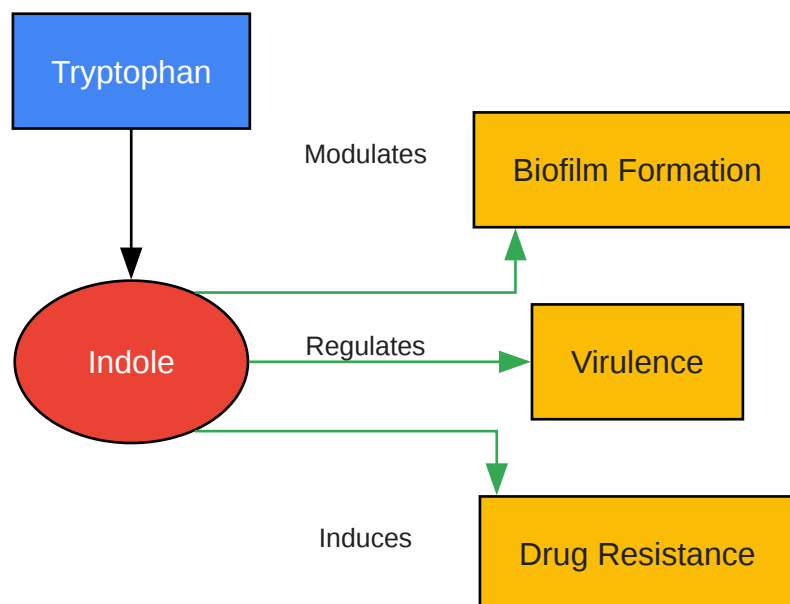 Tryptophan
Modulates
Biofilm Formation
Indole
Regulates
Virulence
Induces
Drug Resistance